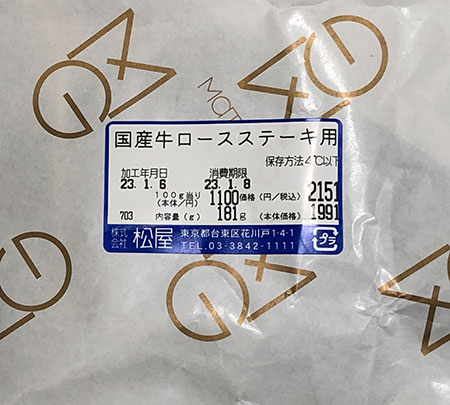 国産牛ロースステーキ用
保存方法4℃以下
加工年月日 消費期限
23.1.6 23.1.8
100g当り(本体/円) 1100 価格(円/税込) 2151
703 内容量(g) 181g (本体価格) 1991
株式会社 松屋 東京都台東区花川戸1-4-1
TEL.03-3842-1111
プラ